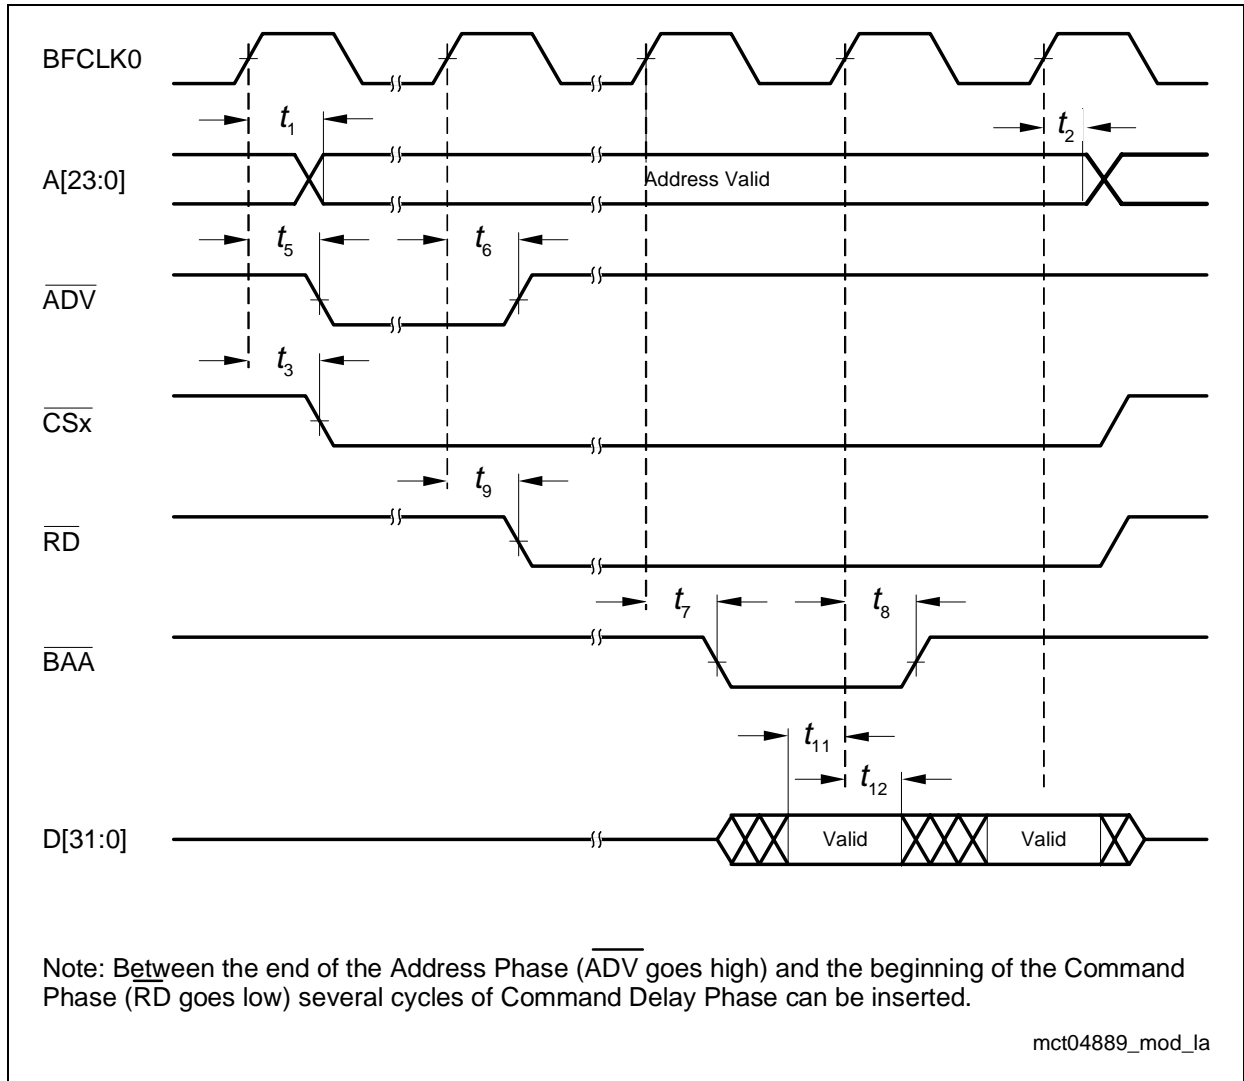 BFCLK0
t1
t2
A[23:0]
Address Valid
t5
t6
ADV
t3
CSx
t9
RD
t7
t8
BAA
t11
t12
D[31:0]
Valid
Valid
Note: Between the end of the Address Phase (ADV goes high) and the beginning of the Command
Phase (RD goes low) several cycles of Command Delay Phase can be inserted.
mct04889_mod_la